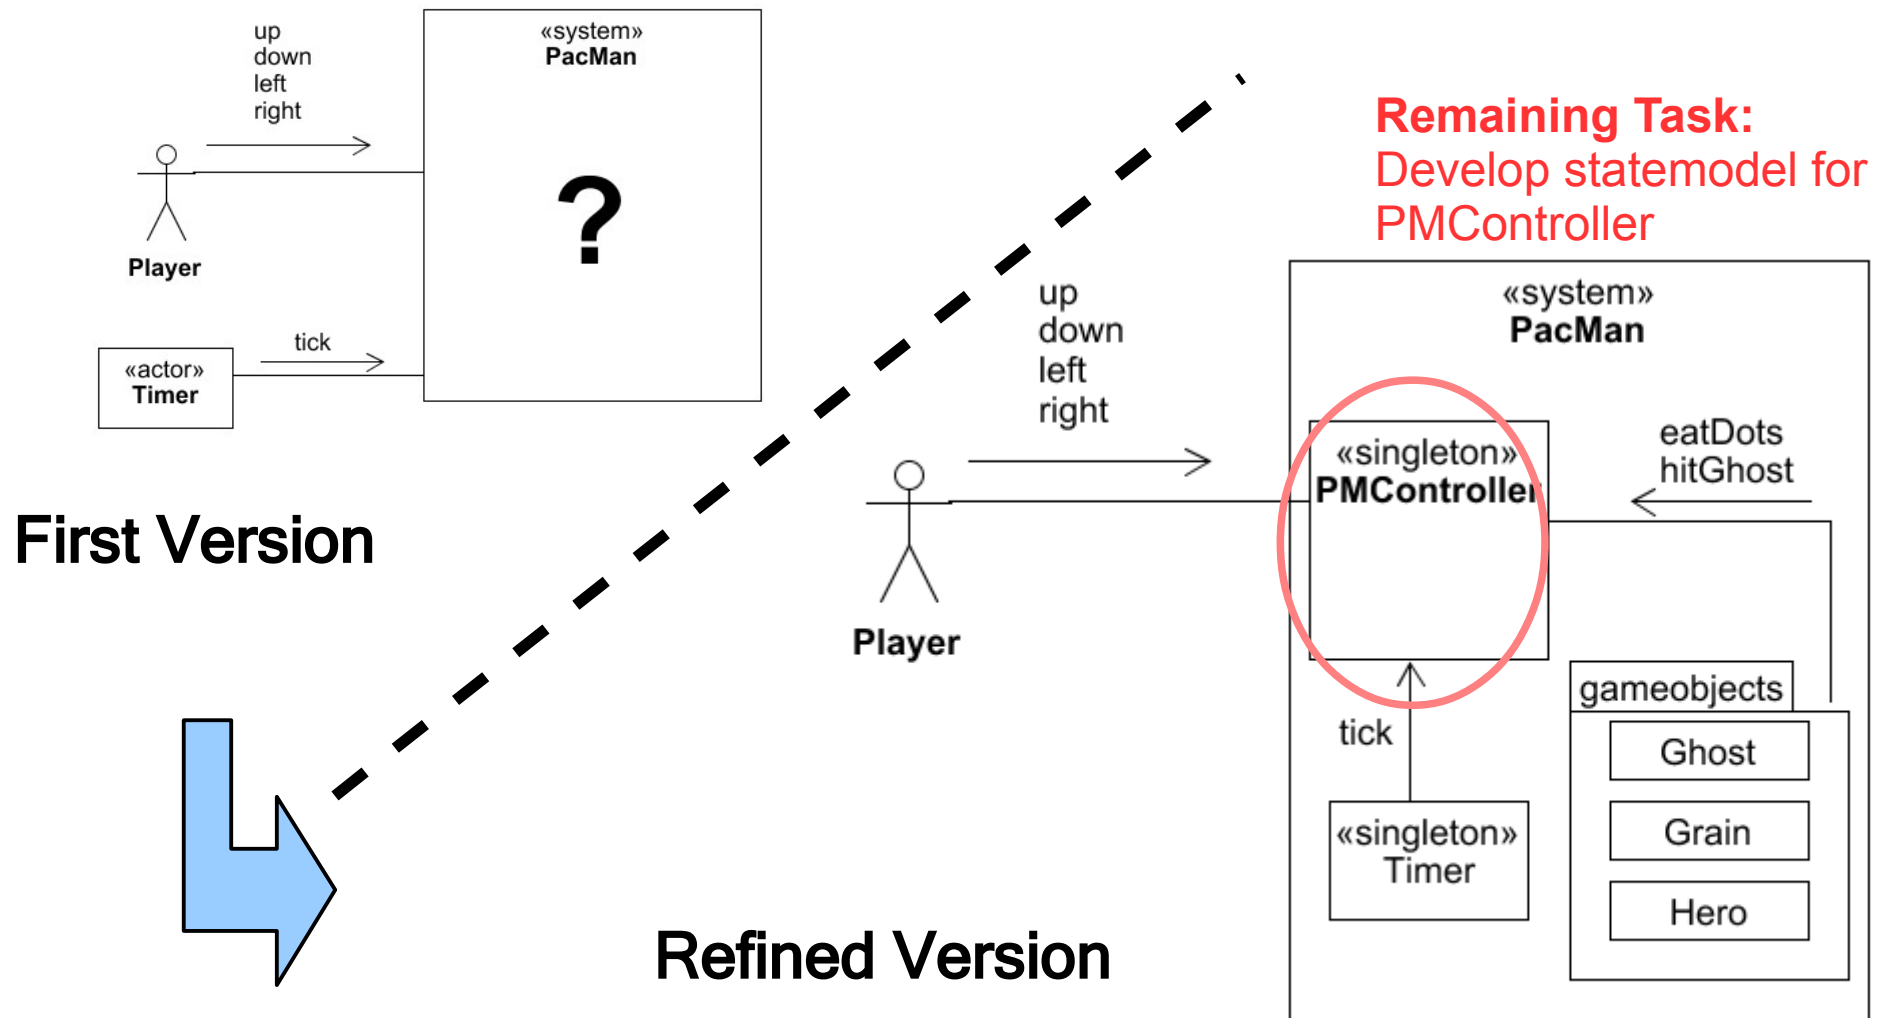 up
down
left
right
«system»
PacMan
?
Player
tick
«actor»
Timer
First Version
Remaining Task:
Develop statemodel for
PMController
up
down
left
right
Player
«system»
PacMan
«singleton»
PMController
eatDots
hitGhost
tick
«singleton»
Timer
gameobjects
Ghost
Grain
Hero
Refined Version